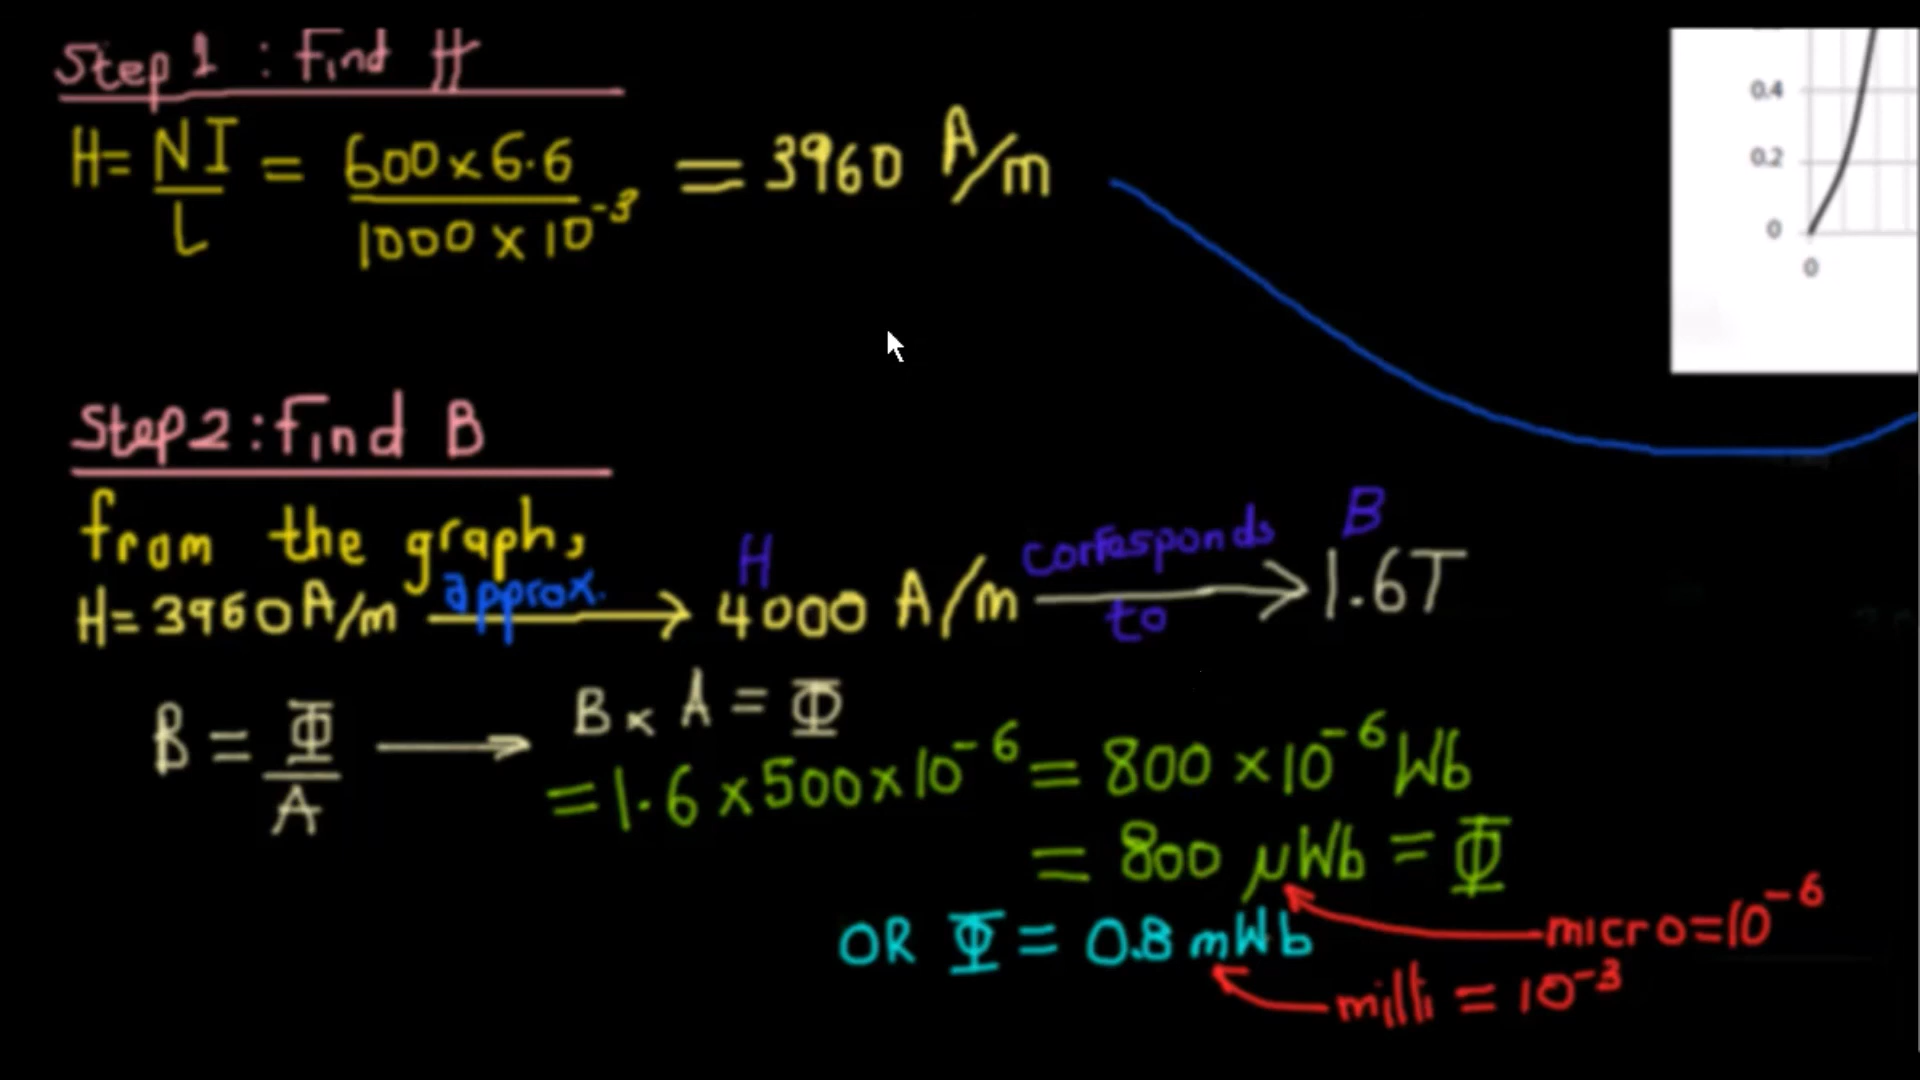 Step 1 : Find H
H = NI / L = 600 x 6.6 / 1000 x 10⁻³ = 3960 A/m
0.4
0.2
0
0
Step 2 : Find B
from the graph,
H = 3960 A/m approx. H 4000 A/m corresponds to B 1.6T
B = Φ / A B x A = Φ
= 1.6 x 500 x 10⁻⁶ = 800 x 10⁻⁶ Wb
= 800 μWb = Φ
micro = 10⁻⁶
OR Φ = 0.8 mWb
milli = 10⁻³